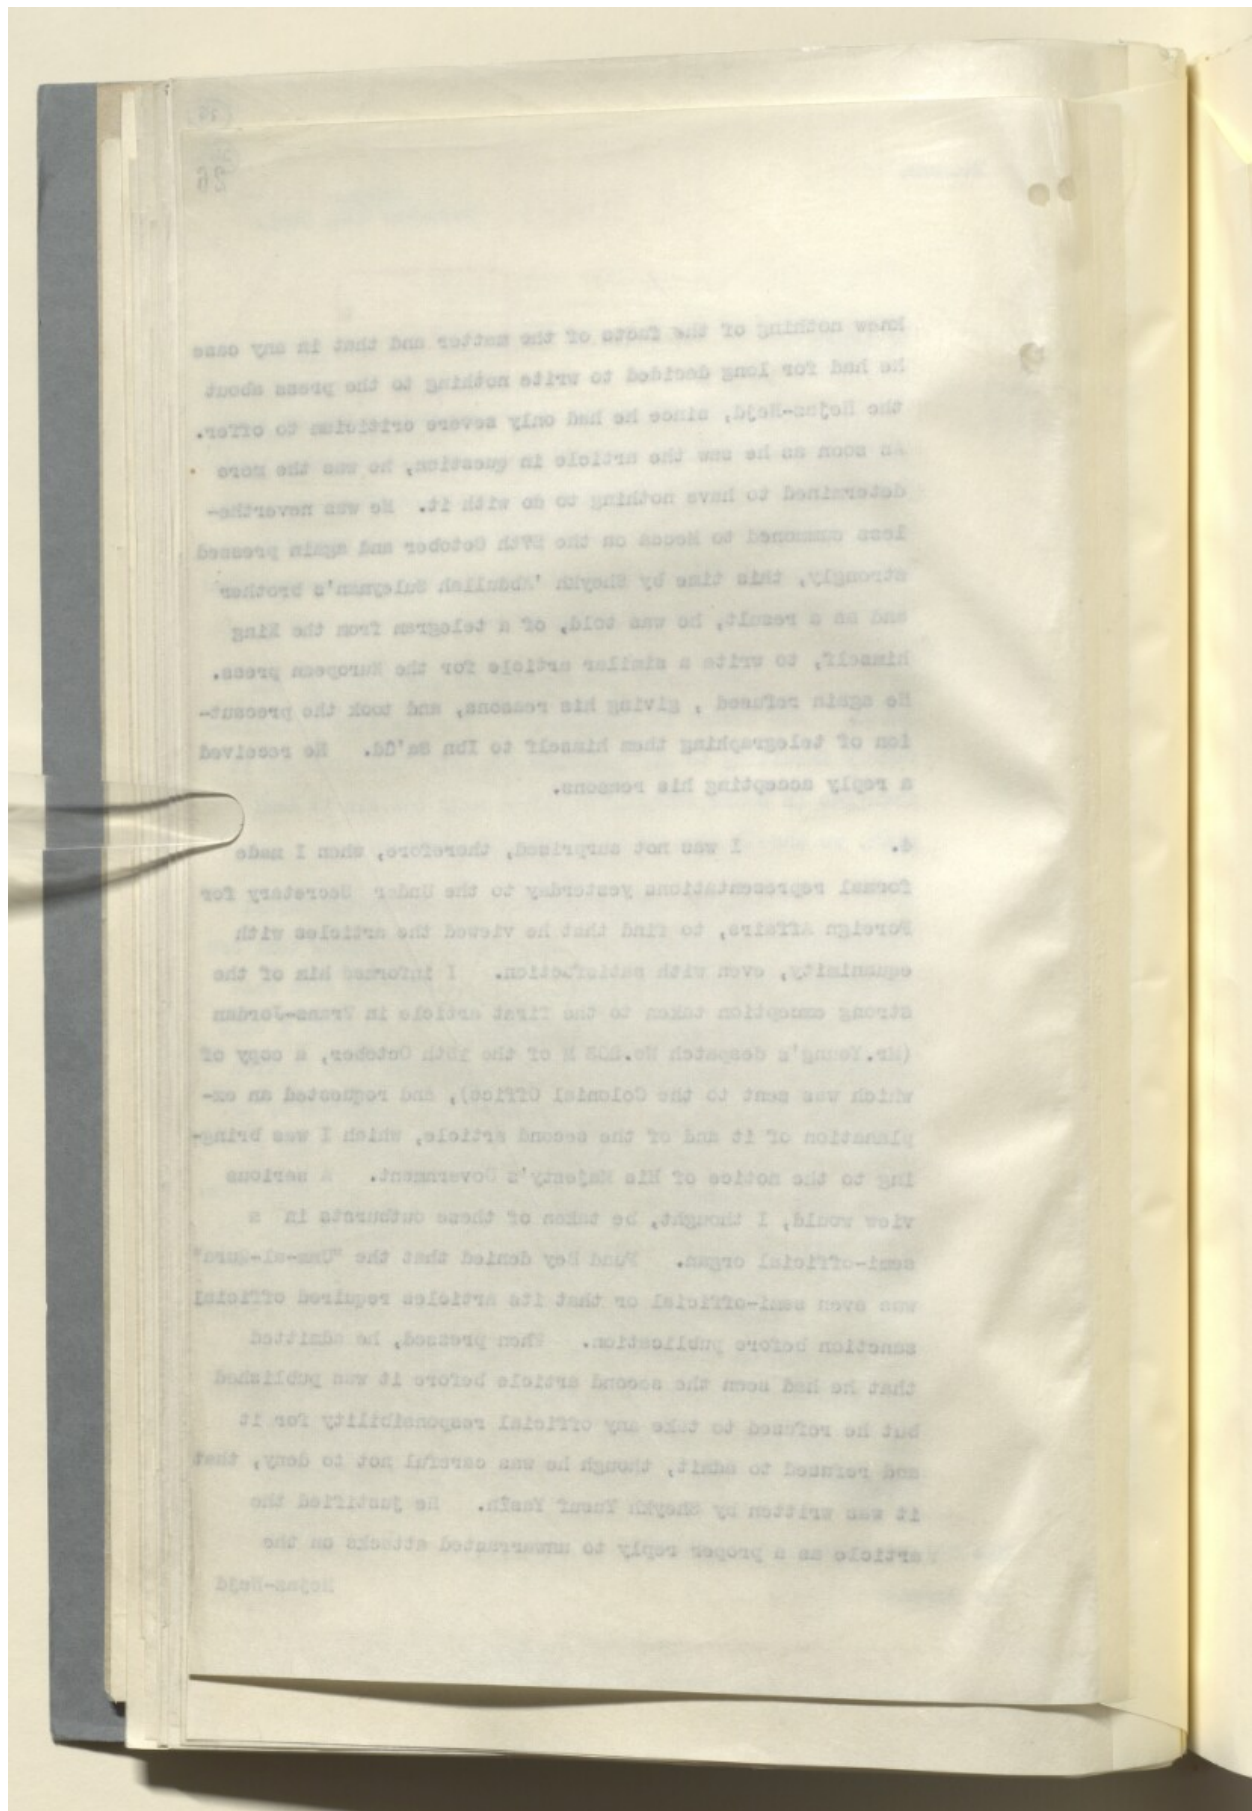 26
knew nothing of the facts of the matter and that in any case
he had for long decided to write nothing to the press about
the Hejaz-Nejd, since he had only severe criticism to offer.
As soon as he saw the article in question, he was the more
determined to have nothing to do with it. He was neverthe-
less summoned to Mecca on the 27th October and again pressed
strongly, this time by Sheykh 'Abdullah Suleyman's brother
and as a result, he was told, of a telegram from the King
himself, to write a similar article for the European press.
He again refused , giving his reasons, and took the precaut-
ion of telegraphing them himself to Ibn Sa'ûd. He received
a reply accepting his reasons.
4. I was not surprised, therefore, when I made
formal representations yesterday to the Under Secretary for
Foreign Affairs, to find that he viewed the articles with
equanimity, even with satisfaction. I informed him of the
strong exception taken to the first article in Trans-Jordan
(Mr.Young's despatch No. M of the October, a copy of
which was sent to the Colonial Office), and requested an ex-
planation of it and of the second article, which I was bring-
ing to the notice of His Majesty's Government. A serious
view would, I thought, be taken of these outbursts in a
semi-official organ. Fuad Bey denied that the "Umm-al-Qura"
was even semi-official or that its articles required official
sanction before publication. When pressed, he admitted
that he had seen the second article before it was published
but he refused to take any official responsibility for it
and refused to admit, though he was careful not to deny, that
it was written by Sheykh Yusuf Yasîn. He justified the
article as a proper reply to unwarranted attacks on the
Hejaz-Nejd